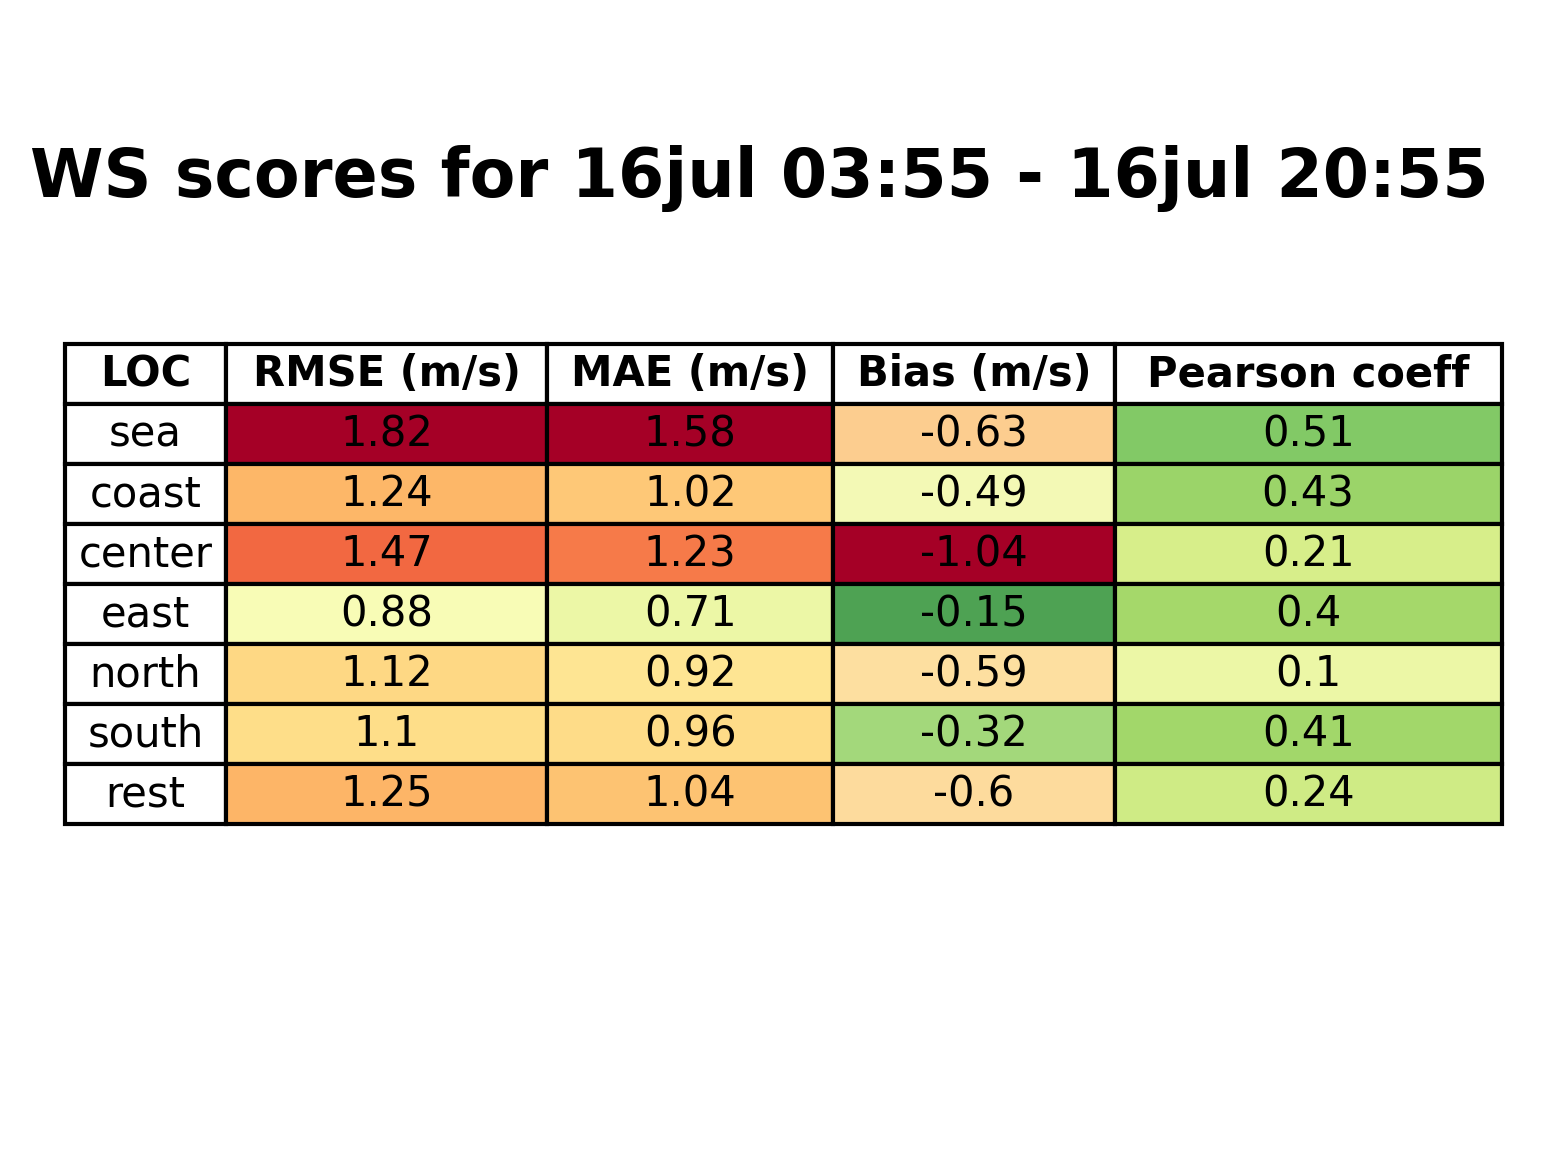 WS scores for 16jul 03:55 - 16jul 20:55
LOC RMSE (m/s) MAE (m/s) Bias (m/s) Pearson coeff
sea 1.82 1.58 -0.63 0.51
coast 1.24 1.02 -0.49 0.43
center 1.47 1.23 -1.04 0.21
east 0.88 0.71 -0.15 0.4
north 1.12 0.92 -0.59 0.1
south 1.1 0.96 -0.32 0.41
rest 1.25 1.04 -0.6 0.24